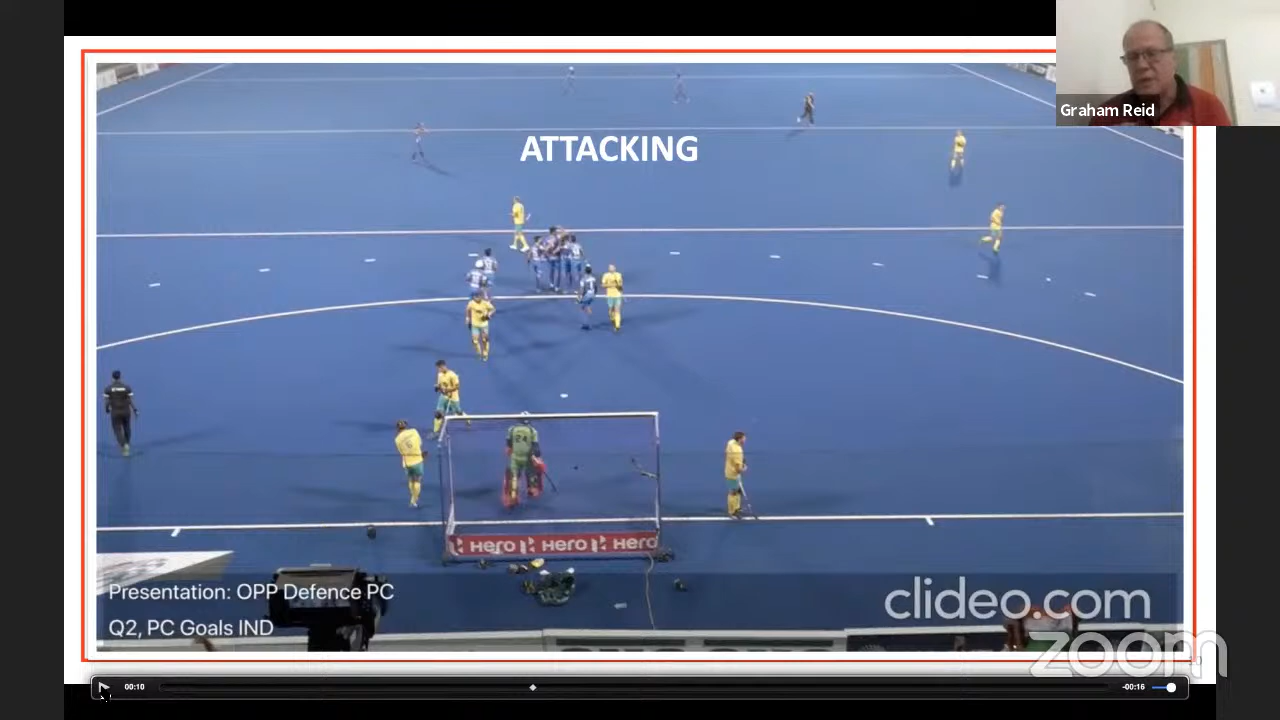 Graham Reid
ATTACKING
24
Hero Hero Hero
Presentation: OPP Defence PC
Q2, PC Goals IND
clideo.com
zoom
00:10
-00:16